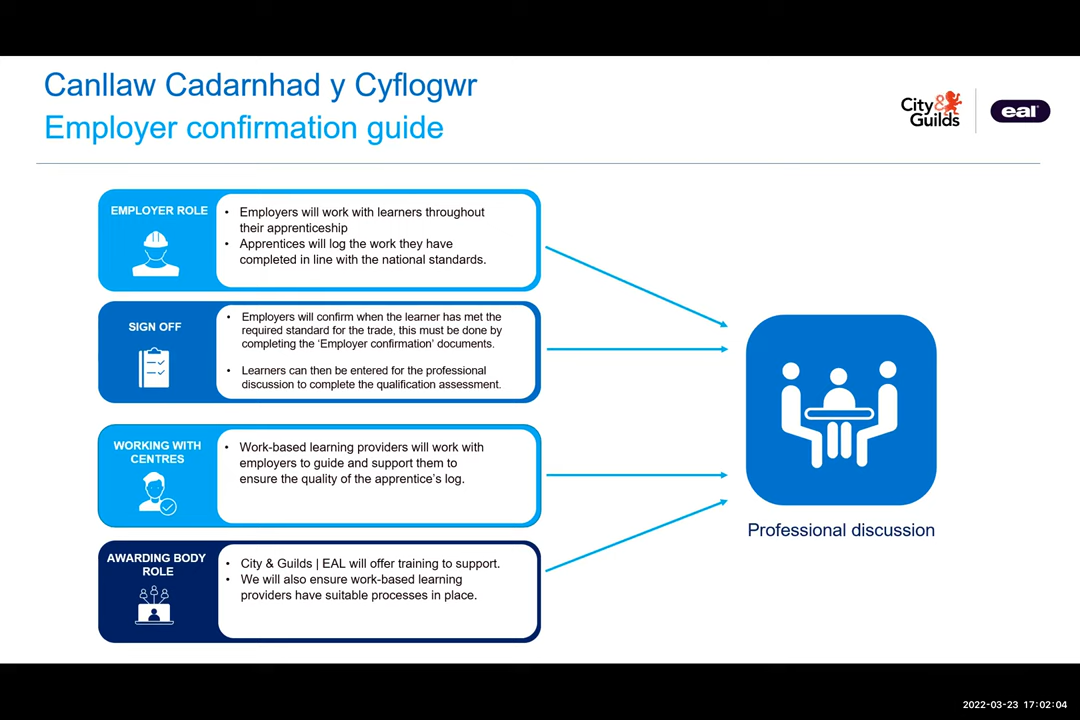 Canllaw Cadarnhad y Cyflogwr
Employer confirmation guide
City &
Guilds
eal
EMPLOYER ROLE
• Employers will work with learners throughout
their apprenticeship
• Apprentices will log the work they have
completed in line with the national standards.
SIGN OFF
• Employers will confirm when the learner has met the
required standard for the trade, this must be done by
completing the ‘Employer confirmation’ documents.
• Learners can then be entered for the professional
discussion to complete the qualification assessment.
WORKING WITH
CENTRES
• Work-based learning providers will work with
employers to guide and support them to
ensure the quality of the apprentice’s log.
AWARDING BODY
ROLE
• City & Guilds | EAL will offer training to support.
• We will also ensure work-based learning
providers have suitable processes in place.
Professional discussion
2022-03-23 17:02:04